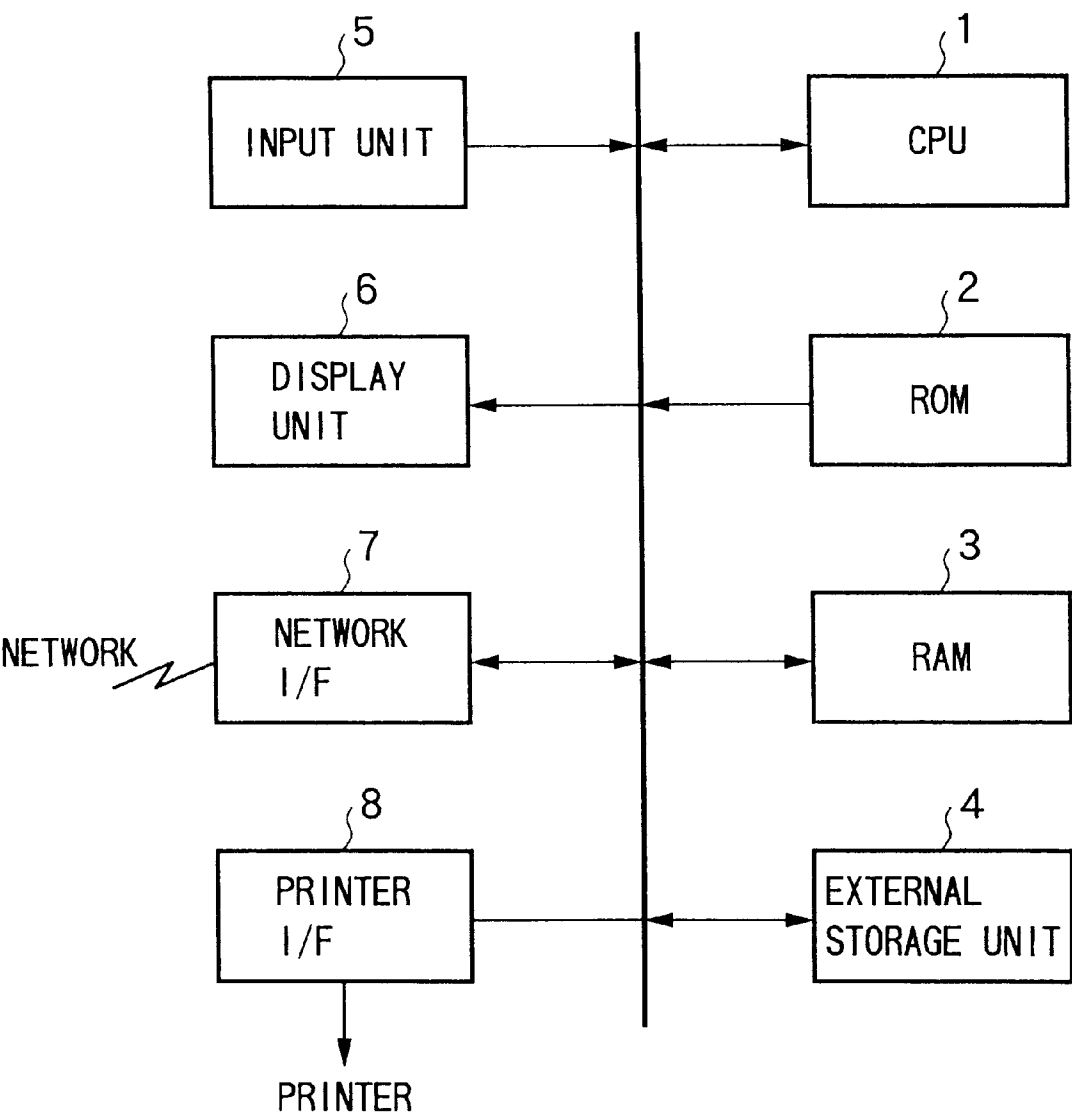 5
INPUT UNIT
1
CPU
6
DISPLAY
UNIT
2
ROM
7
NETWORK
I/F
NETWORK
3
RAM
8
PRINTER
I/F
4
EXTERNAL
STORAGE UNIT
PRINTER